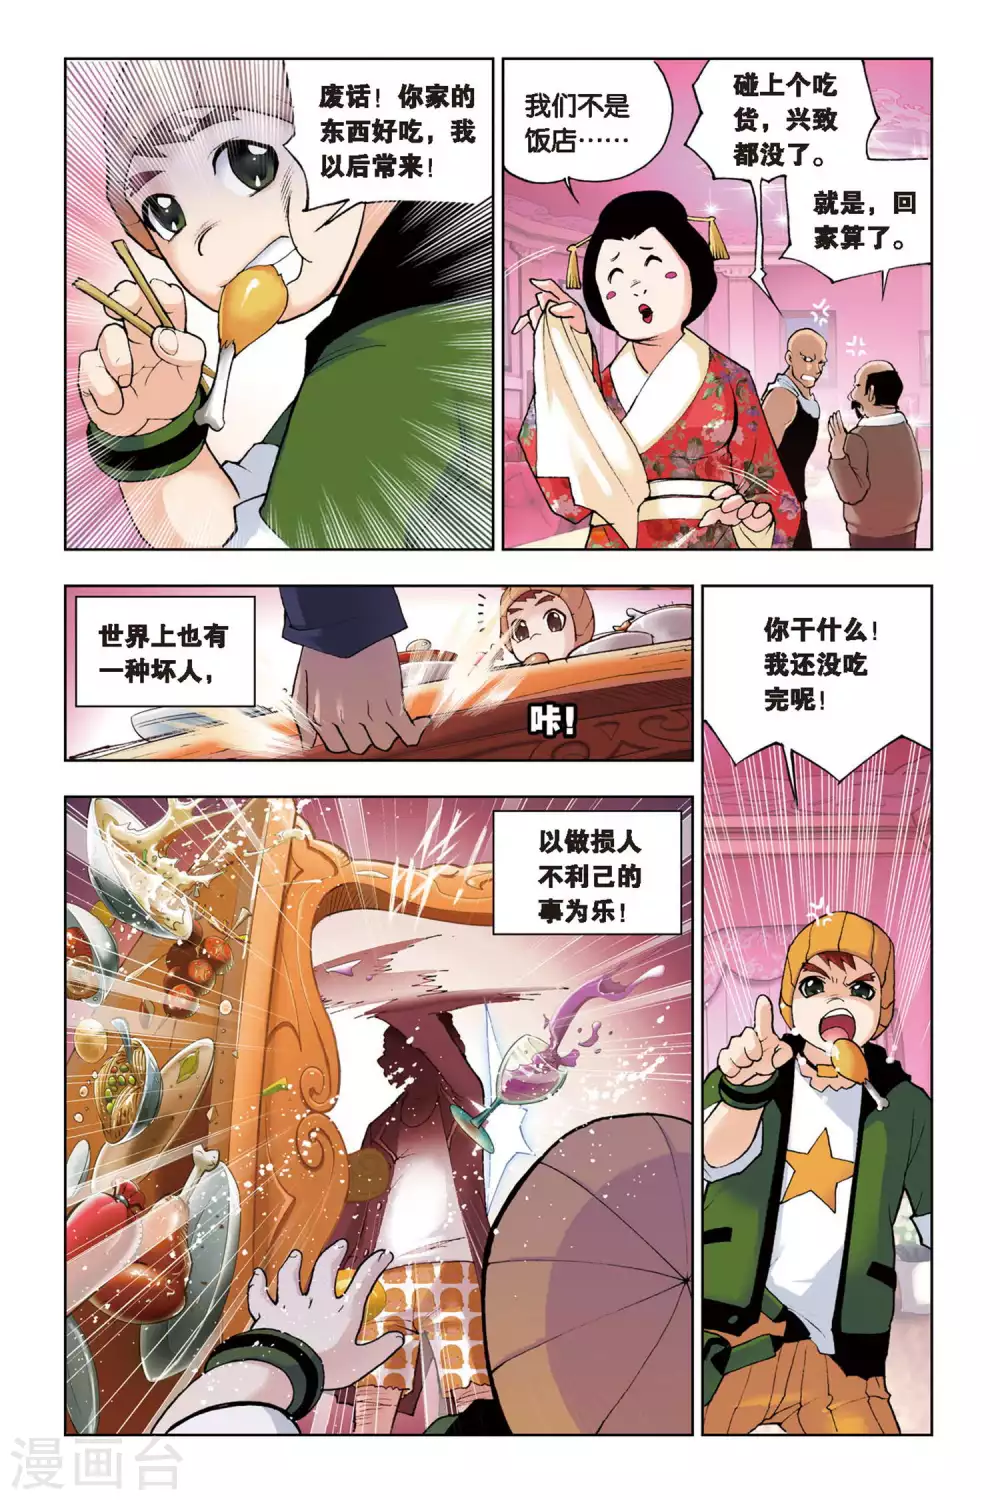 废话！你家的
东西好吃，我
以后常来！
我们不是
饭店……
碰上个吃
货，兴致
都没了。
就是，回
家算了。
世界上也有
一种坏人，
咔！
你干什么！
我还没吃
完呢！
以做损人
不利己的
事为乐！
漫画台